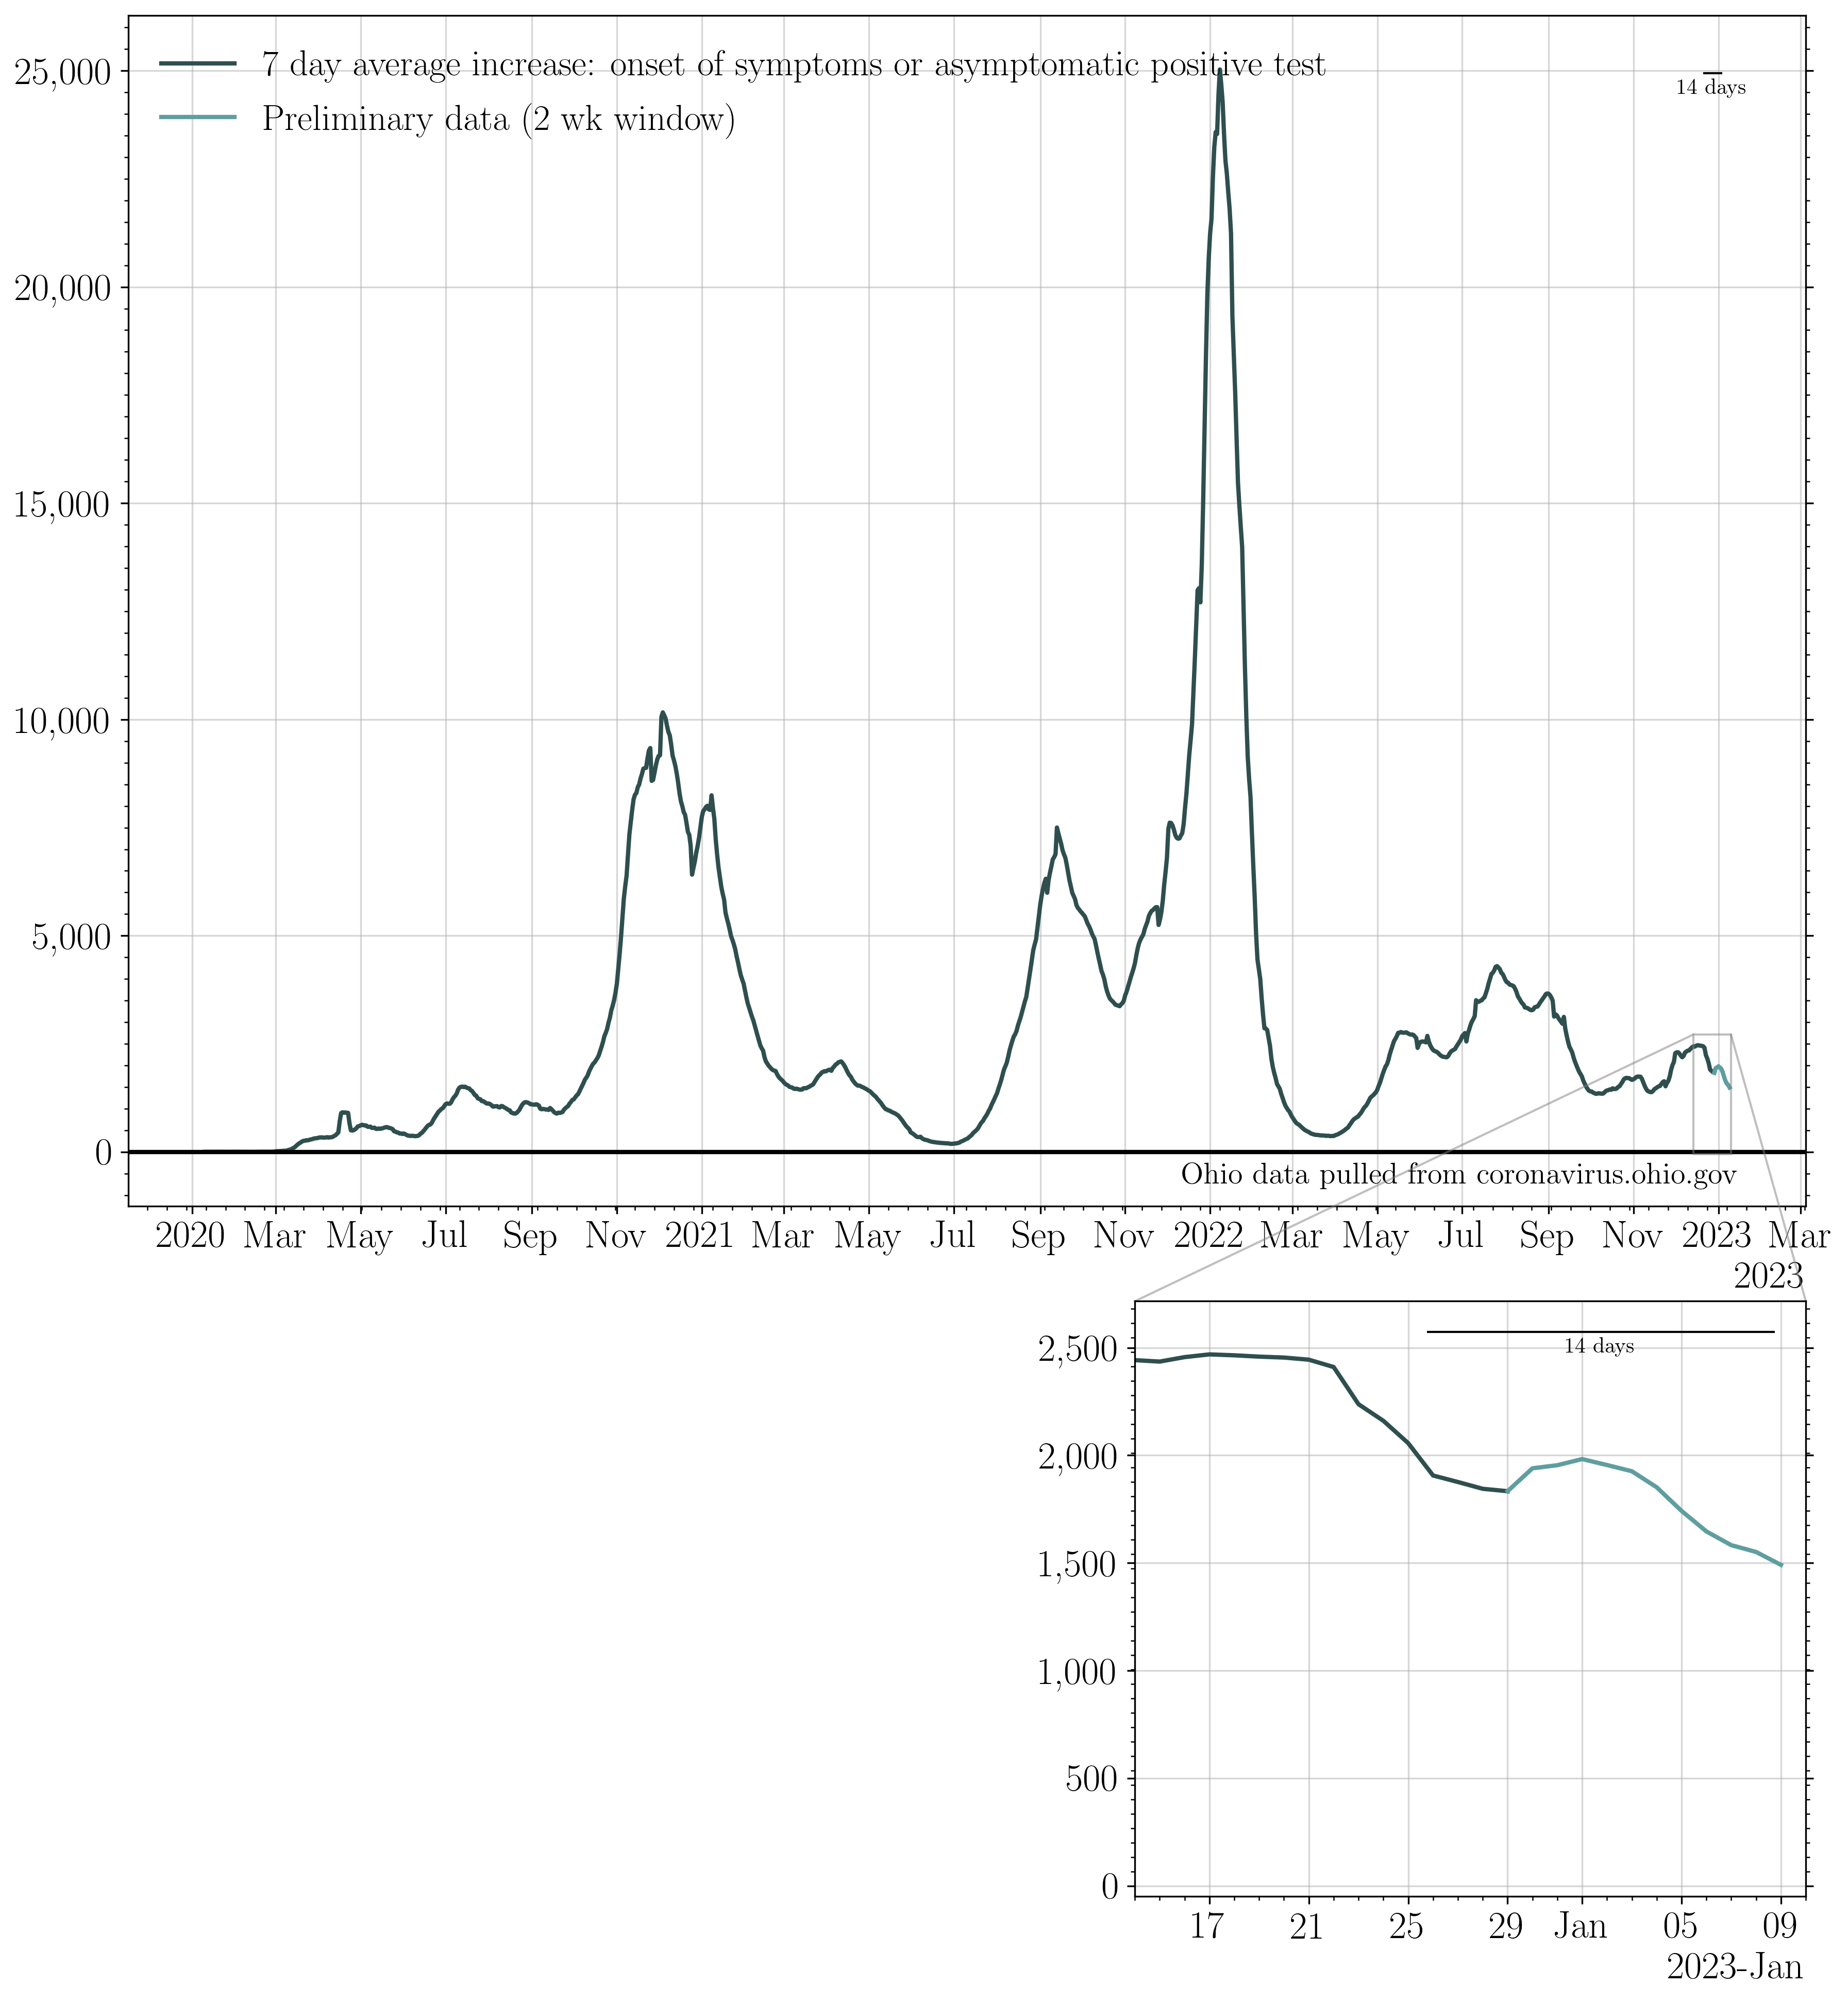 25,000
7 day average increase: onset of symptoms or asymptomatic positive test
14 days
Preliminary data (2 wk window)
20,000
15,000
10,000
5,000
0
Ohio data pulled from coronavirus.ohio.gov
2020 Mar May Jul Sep Nov 2021 Mar May Jul Sep Nov 2022 Mar May Jul Sep Nov 2023 Mar
2023
2,500
14 days
2,000
1,500
1,000
500
0
17 21 25 29 Jan 05 09
2023-Jan